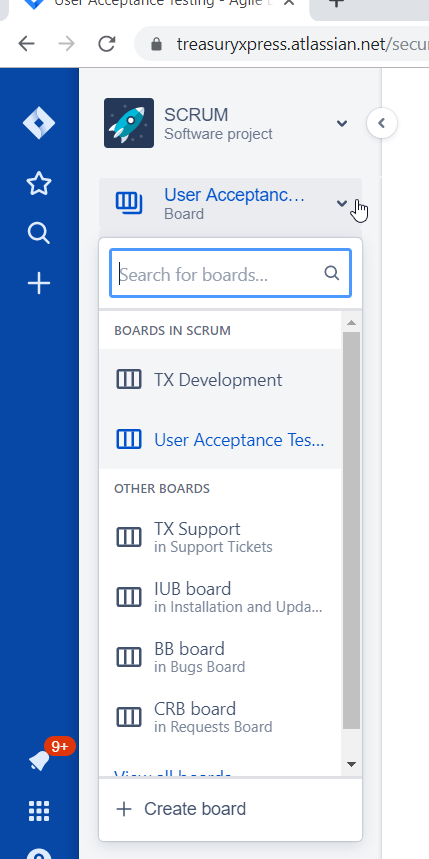 User Acceptance Testing - Agile
treasuryxpress.atlassian.net/secu
SCRUM
Software project
User Acceptanc...
Board
Search for boards...
BOARDS IN SCRUM
TX Development
User Acceptance Tes...
OTHER BOARDS
TX Support
in Support Tickets
IUB board
in Installation and Upda...
BB board
in Bugs Board
CRB board
in Requests Board
View all boards
9+
Create board